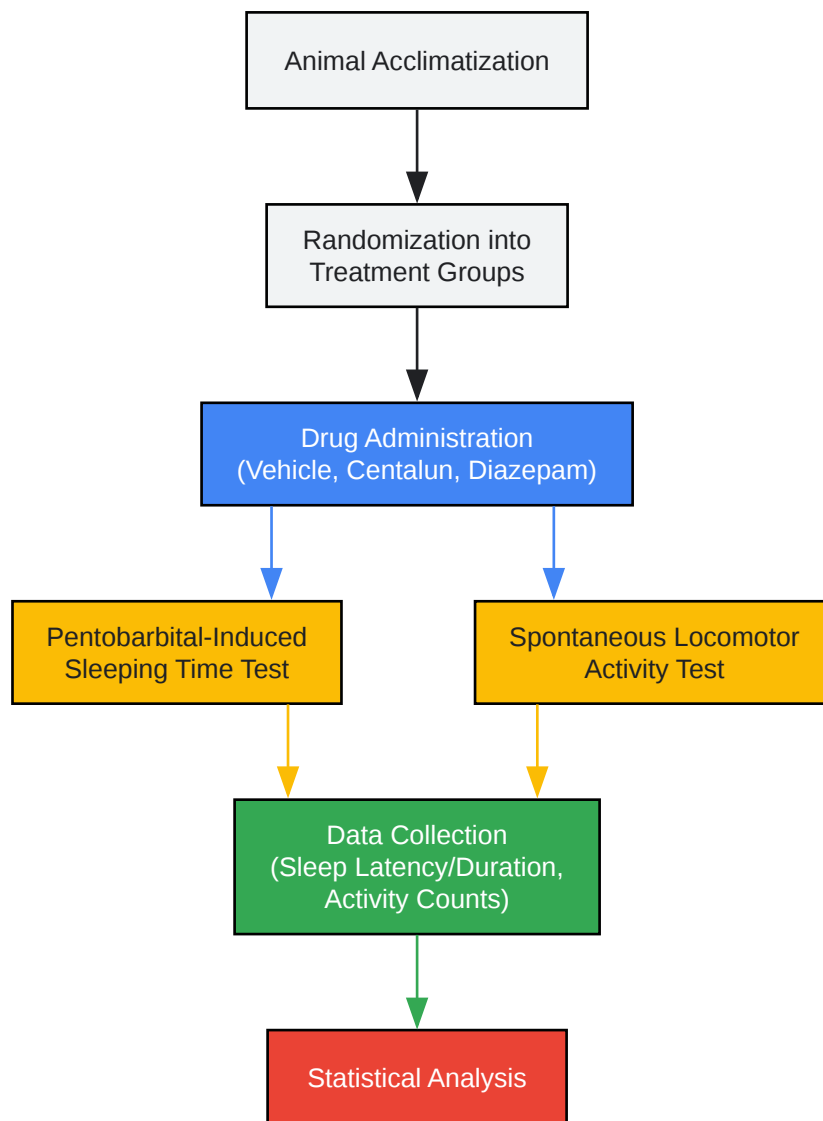 Animal Acclimatization
Randomization into
Treatment Groups
Drug Administration
(Vehicle, Centalun, Diazepam)
Pentobarbital-Induced
Sleeping Time Test
Spontaneous Locomotor
Activity Test
Data Collection
(Sleep Latency/Duration,
Activity Counts)
Statistical Analysis